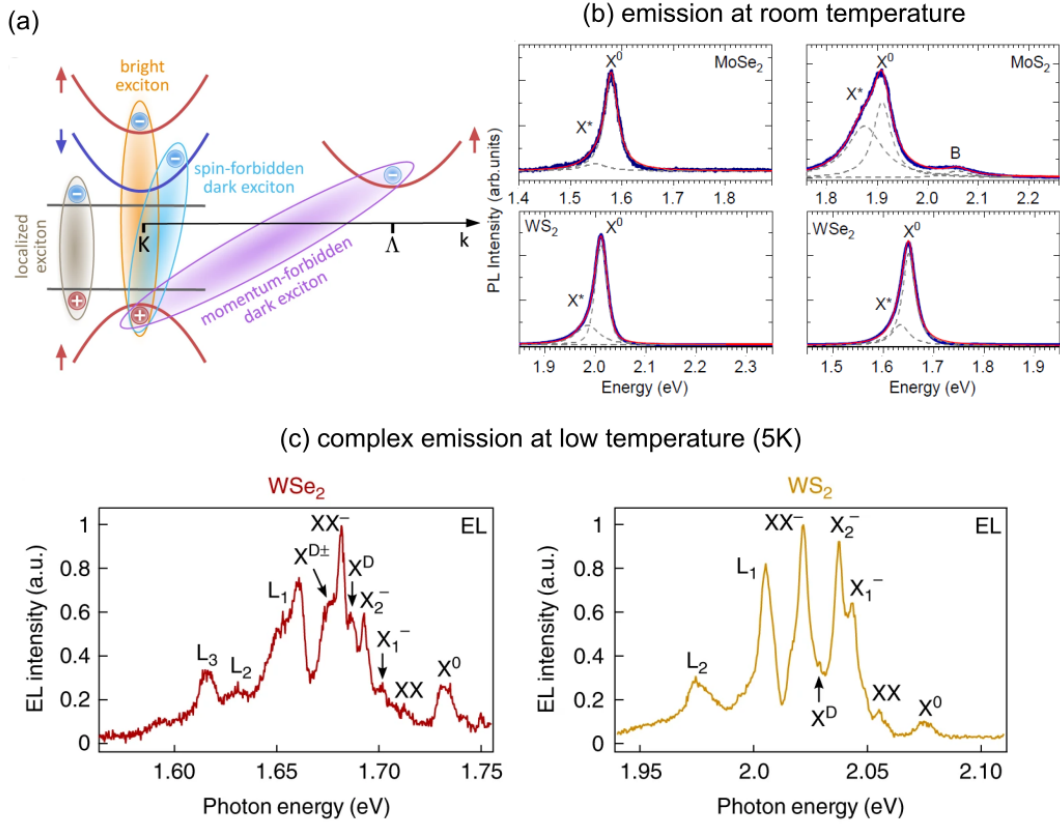 (a)
bright
exciton
spin-forbidden
dark exciton
localized
exciton
K
Λ
k
momentum-forbidden
dark exciton
(b) emission at room temperature
PL Intensity (arb.units)
X⁰
MoSe₂
X*
1.4 1.5 1.6 1.7 1.8
X⁰
MoS₂
X*
B
1.8 1.9 2.0 2.1 2.2
WS₂
X⁰
X*
1.9 2.0 2.1 2.2 2.3
Energy (eV)
WSe₂
X⁰
X*
1.5 1.6 1.7 1.8 1.9
Energy (eV)
(c) complex emission at low temperature (5K)
WSe₂
EL
EL intensity (a.u.)
1
0.8
0.6
0.4
0.2
0
L₃
L₂
L₁
X^D±
XX⁻
X^D
X₂⁻
X₁⁻
XX
X⁰
1.60 1.65 1.70 1.75
Photon energy (eV)
WS₂
EL
EL intensity (a.u.)
1
0.8
0.6
0.4
0.2
0
L₂
L₁
XX⁻
X^D
X₂⁻
X₁⁻
XX
X⁰
1.95 2.0 2.05 2.10
Photon energy (eV)